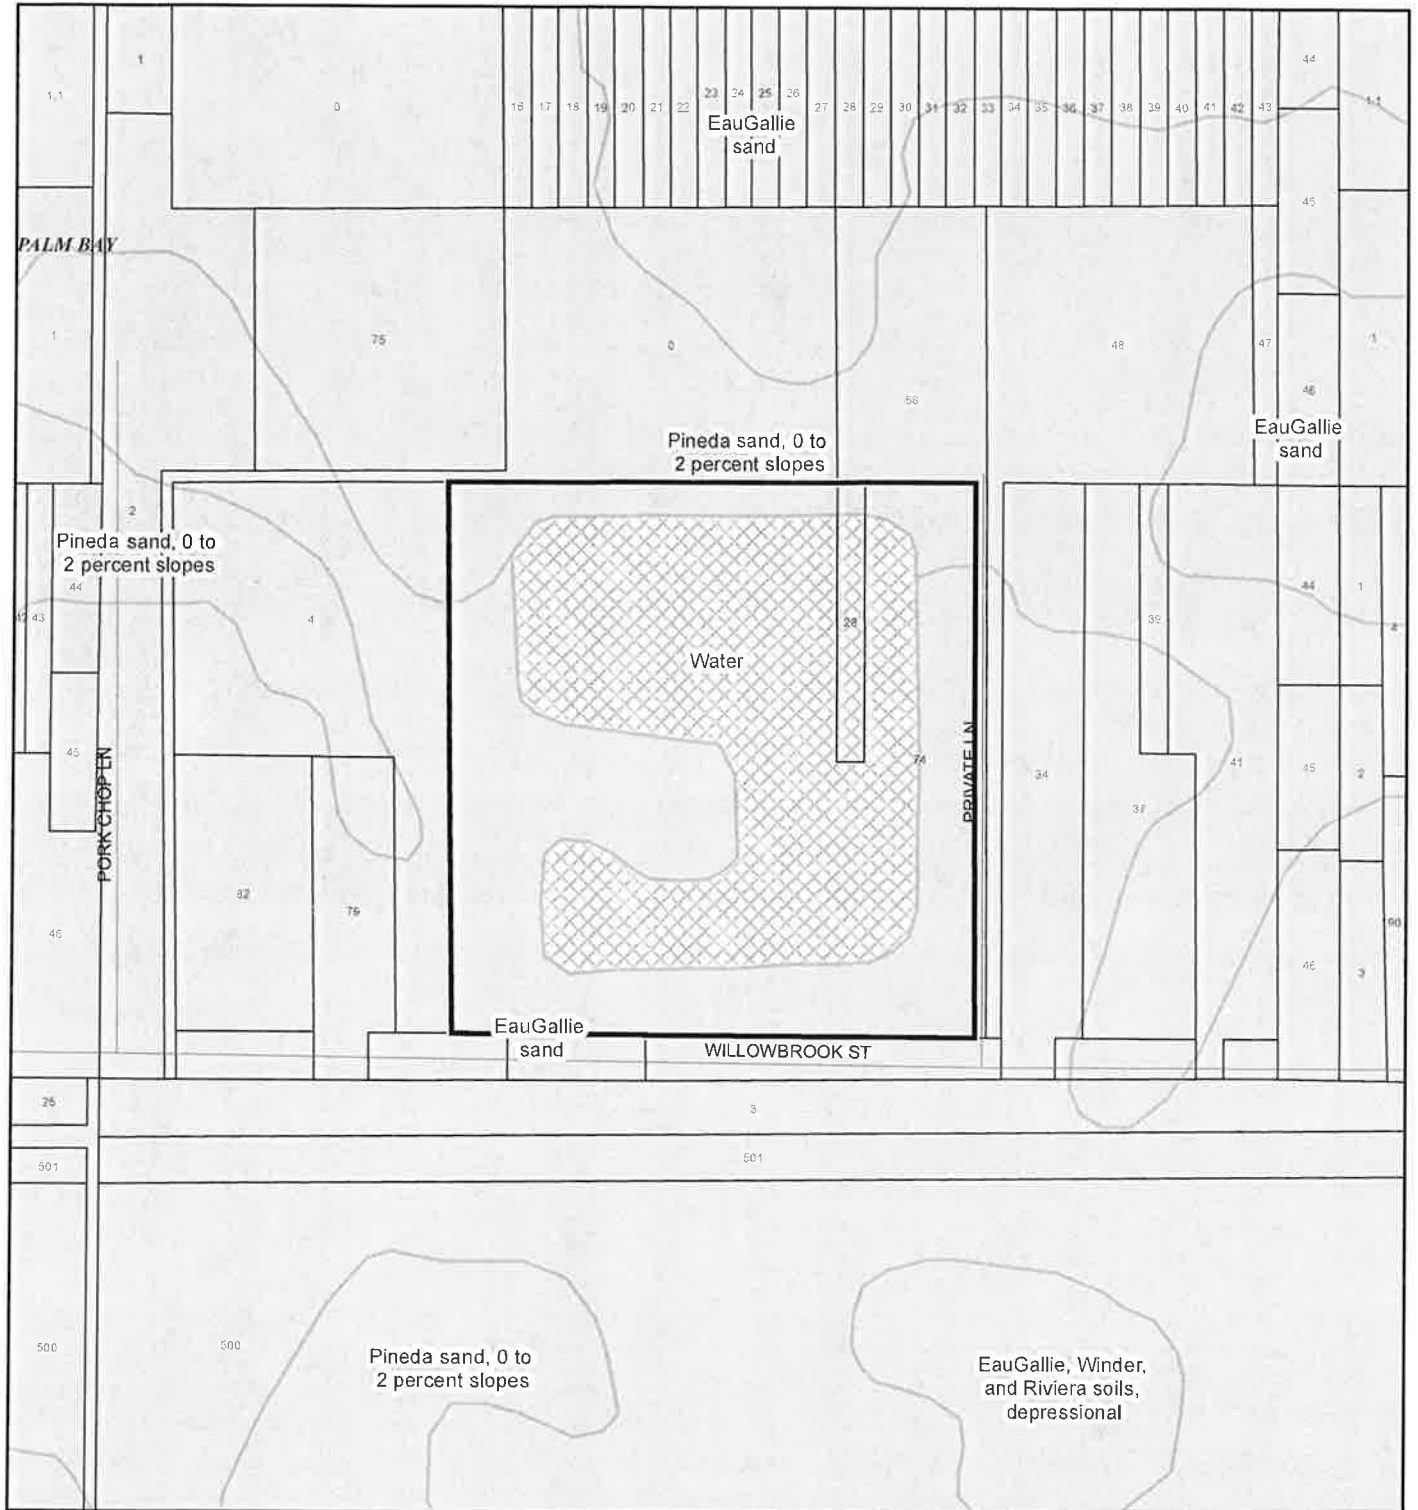 44
1
1.1
1.1
0
16 17 18 19 20 21 22 23 24 25 26 27 28 29 30 31 32 33 34 35 36 37 38 39 40 41 42 43
EauGallie
sand
45
PALM BAY
1
75
0
48
47
1
46
58
EauGallie
sand
Pineda sand, 0 to
2 percent slopes
2
Pineda sand, 0 to
2 percent slopes
44
44
1
43
4
28
39
4
Water
45
PORK CHOP LN
74
PRIVATE LN
34
41
45
2
37
82
79
46
90
46
3
EauGallie
sand
WILLOWBROOK ST
25
3
501
501
500
500
Pineda sand, 0 to
2 percent slopes
EauGallie, Winder,
and Riviera soils,
depressional